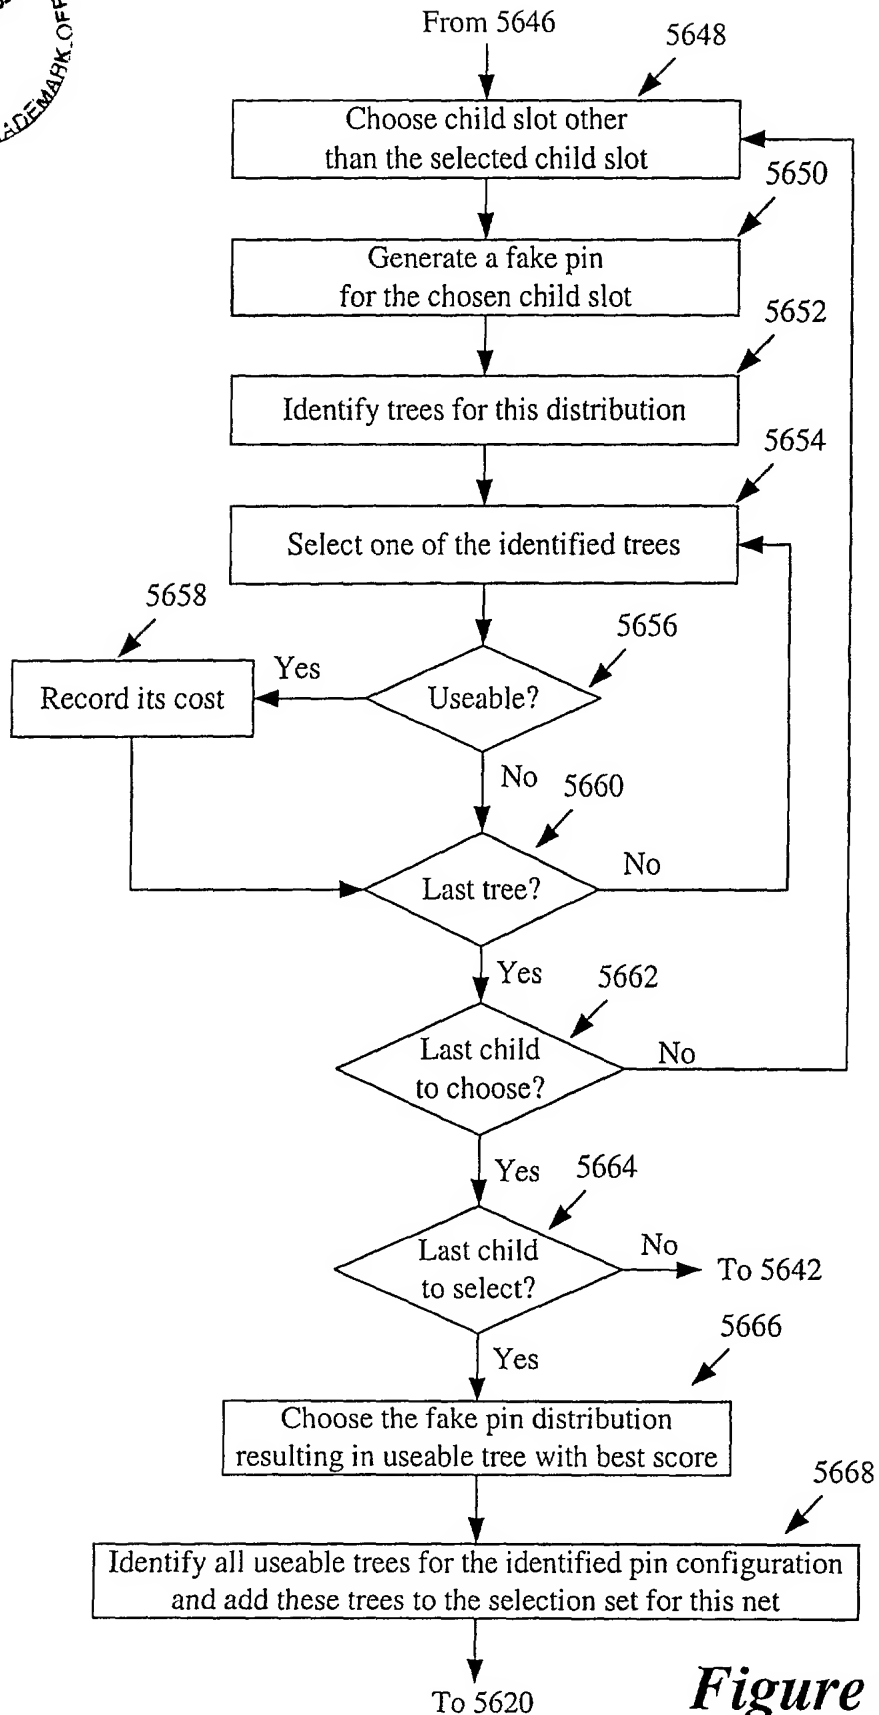 From 5646
5648
Choose child slot other
than the selected child slot
5650
Generate a fake pin
for the chosen child slot
5652
Identify trees for this distribution
5654
Select one of the identified trees
5658
5656
Yes
Record its cost
Useable?
No
5660
Last tree?
No
Yes
5662
Last child
to choose?
No
Yes
5664
Last child
to select?
No
To 5642
Yes
5666
Choose the fake pin distribution
resulting in useable tree with best score
5668
Identify all useable trees for the identified pin configuration
and add these trees to the selection set for this net
To 5620
Figure